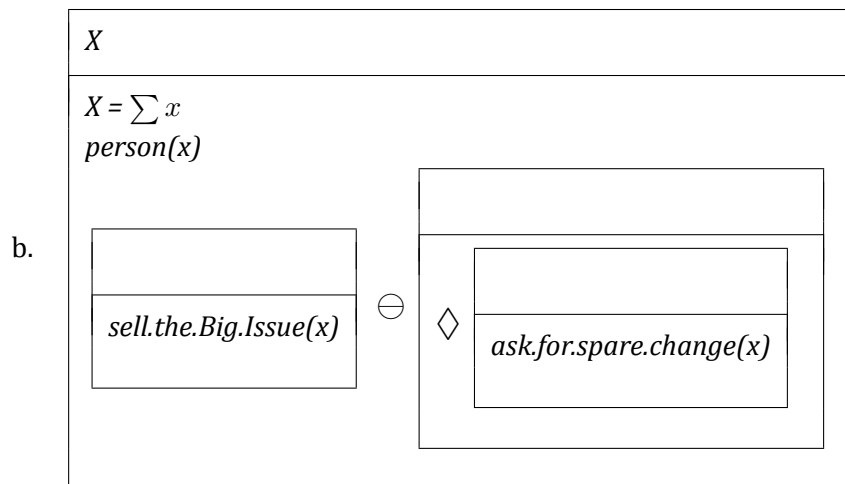 X
X = ∑ x
person(x)
b.
sell.the.Big.Issue(x) ⊖ ◊ ask.for.spare.change(x)